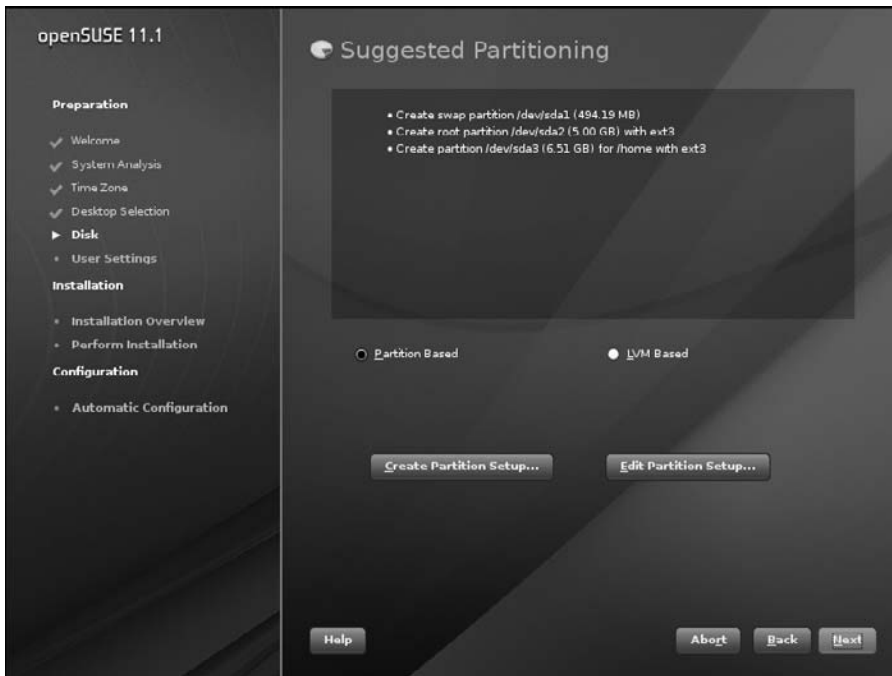 openSUSE 11.1
Preparation
Welcome
System Analysis
Time Zone
Desktop Selection
Disk
User Settings
Installation
Installation Overview
Perform Installation
Configuration
Automatic Configuration
Suggested Partitioning
• Create swap partition /dev/sda1 (494.19 MB)
• Create root partition /dev/sda2 (5.00 GB) with ext3
• Create partition /dev/sda3 (6.51 GB) for /home with ext3
Partition Based
LVM Based
Create Partition Setup...
Edit Partition Setup...
Help
Abort
Back
Next